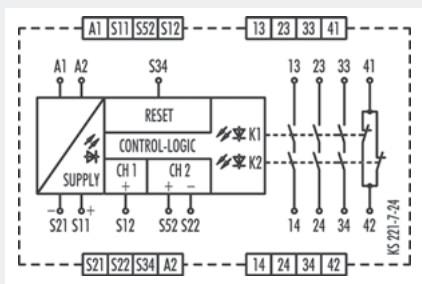 A1 S11 S52 S12 13 23 33 41
A1 A2 S34 13 23 33 41
RESET
CONTROL-LOGIC
K1
K2
SUPPLY
CH 1 CH 2
+ + −
− S21 S11 + S12 S52 S22 14 24 34 42
S21 S22 S34 A2 14 24 34 42
KS 221-7-24